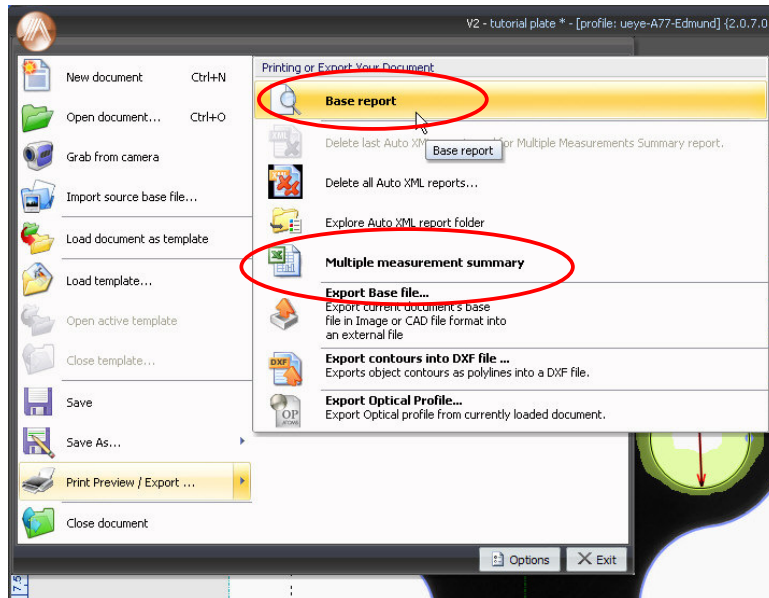 V2 - tutorial plate * - [profile: ueye-A77-Edmund] {2.0.7.0
New document Ctrl+N
Open document... Ctrl+O
Grab from camera
Import source base file...
Load document as template
Load template...
Open active template
Close template...
Save
Save As...
Print Preview / Export ...
Close document
Printing or Export Your Document
Base report
Delete last Auto XML for Multiple Measurements Summary report.
Base report
Delete all Auto XML reports...
Explore Auto XML report folder
Multiple measurement summary
Export Base file...
Export current document's base
file in Image or CAD file format into
an external file
DXF
Export contours into DXF file ...
Exports object contours as polylines into a DXF file.
OP
Export Optical Profile...
Export Optical profile from currently loaded document.
Options
Exit
7.5